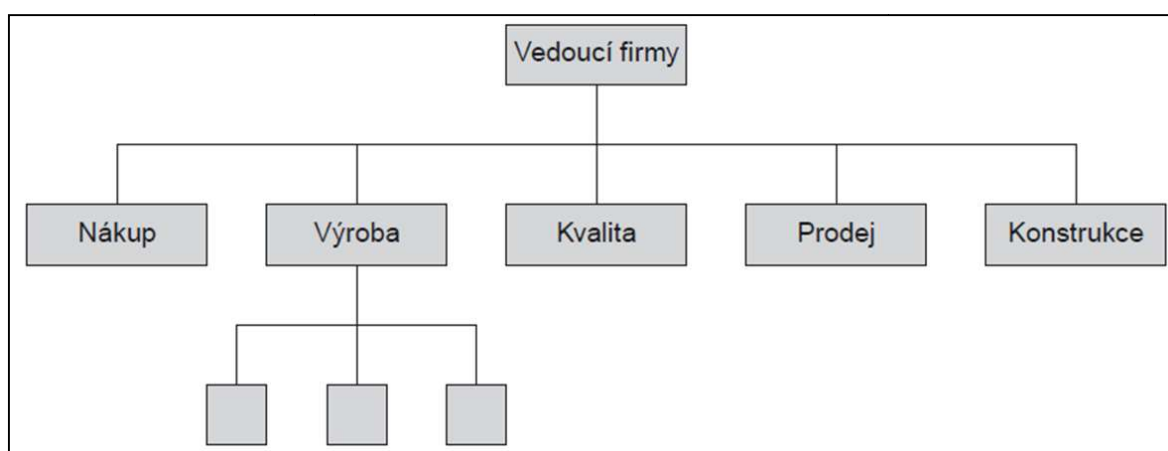 Vedoucí firmy
Nákup
Výroba
Kvalita
Prodej
Konstrukce